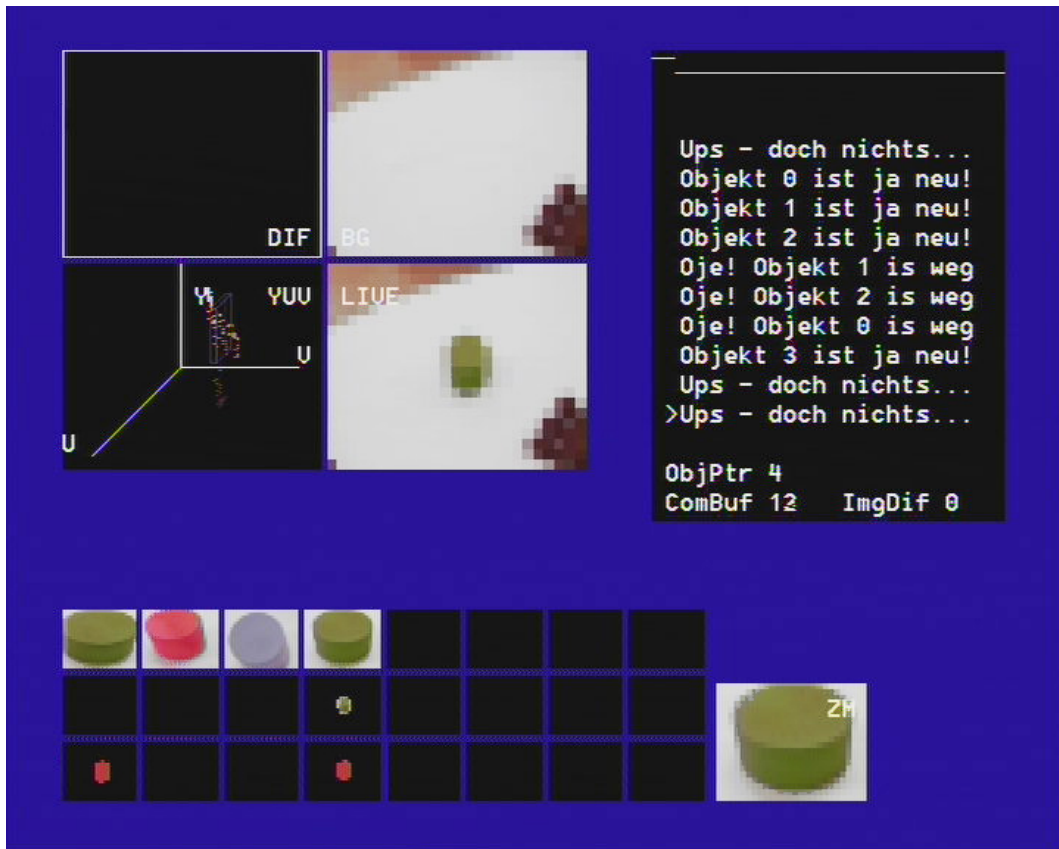 DIF
BG
Y
YUV
U
U
LIVE
Ups - doch nichts...
Objekt 0 ist ja neu!
Objekt 1 ist ja neu!
Objekt 2 ist ja neu!
Oje! Objekt 1 is weg
Oje! Objekt 2 is weg
Oje! Objekt 0 is weg
Objekt 3 ist ja neu!
Ups - doch nichts...
>Ups - doch nichts...
ObjPtr 4
ComBuf 12 ImgDif 0
ZM